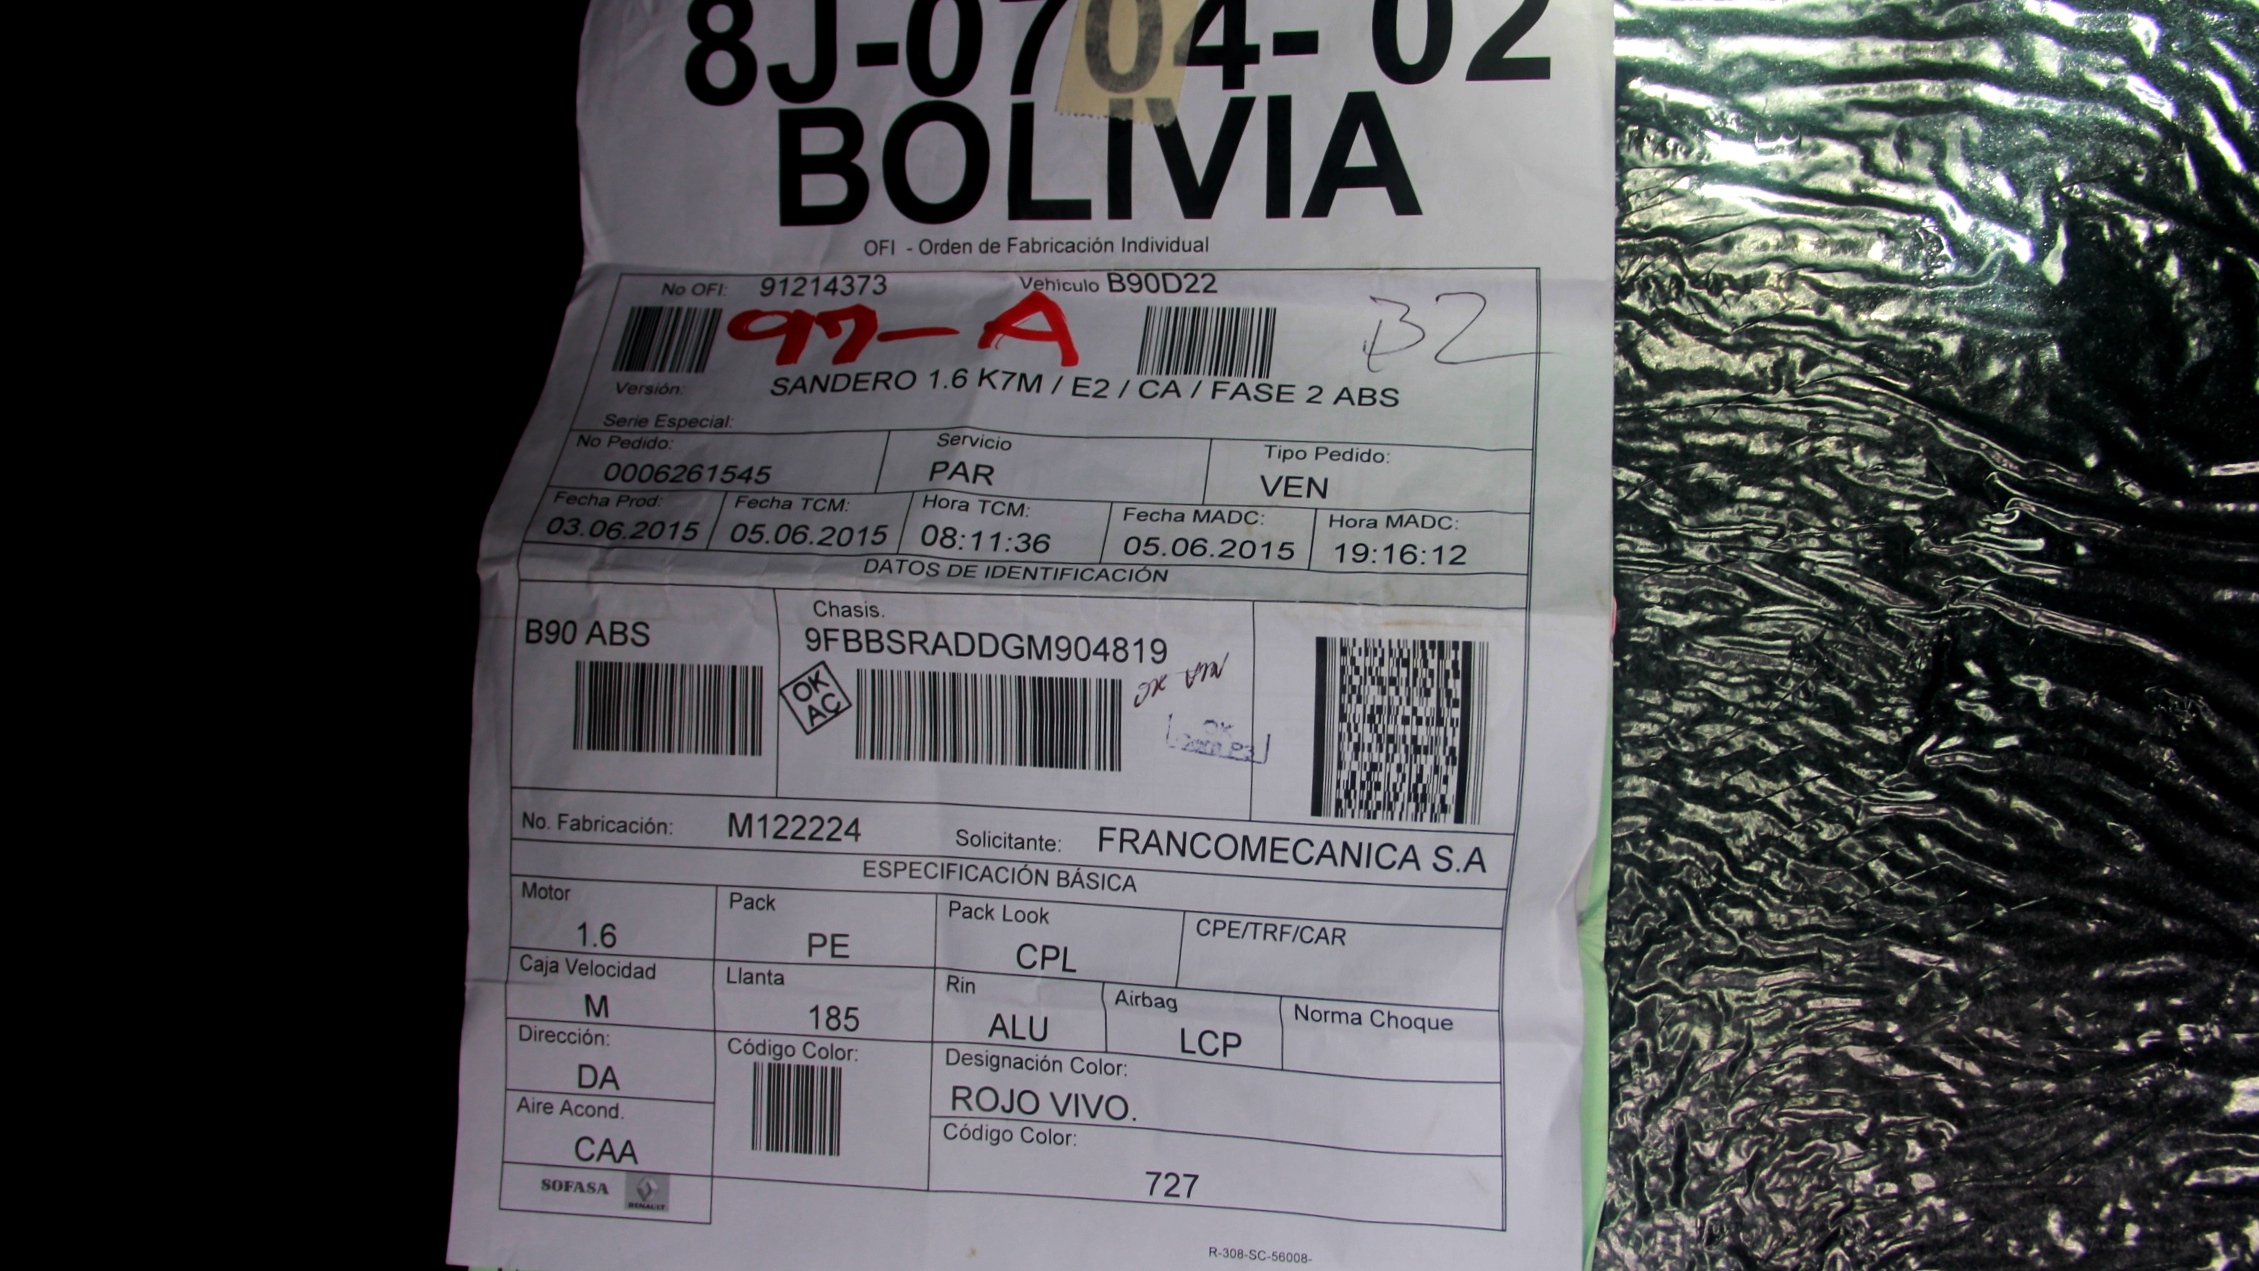 8J-0704-02
BOLIVIA
OFI - Orden de Fabricación Individual
No OFI: 91214373 Vehículo B90D22
97-A B2
Versión: SANDERO 1.6 K7M / E2 / CA / FASE 2 ABS
Serie Especial:
No Pedido: Servicio Tipo Pedido:
0006261545 PAR VEN
Fecha Prod: Fecha TCM: Hora TCM: Fecha MADC: Hora MADC:
03.06.2015 05.06.2015 08:11:36 05.06.2015 19:16:12
DATOS DE IDENTIFICACIÓN
Chasis.
B90 ABS 9FBBSRADDGM904819
OK
AC
OK
No. Fabricación: M122224 Solicitante: FRANCOMECANICA S.A
ESPECIFICACIÓN BÁSICA
Motor Pack Pack Look CPE/TRF/CAR
1.6 PE CPL
Caja Velocidad Llanta Rin Airbag Norma Choque
M 185 ALU LCP
Dirección: Código Color: Designación Color:
DA ROJO VIVO.
Aire Acond. Código Color:
CAA 727
SOFASA RENAULT
R-308-SC-56008-